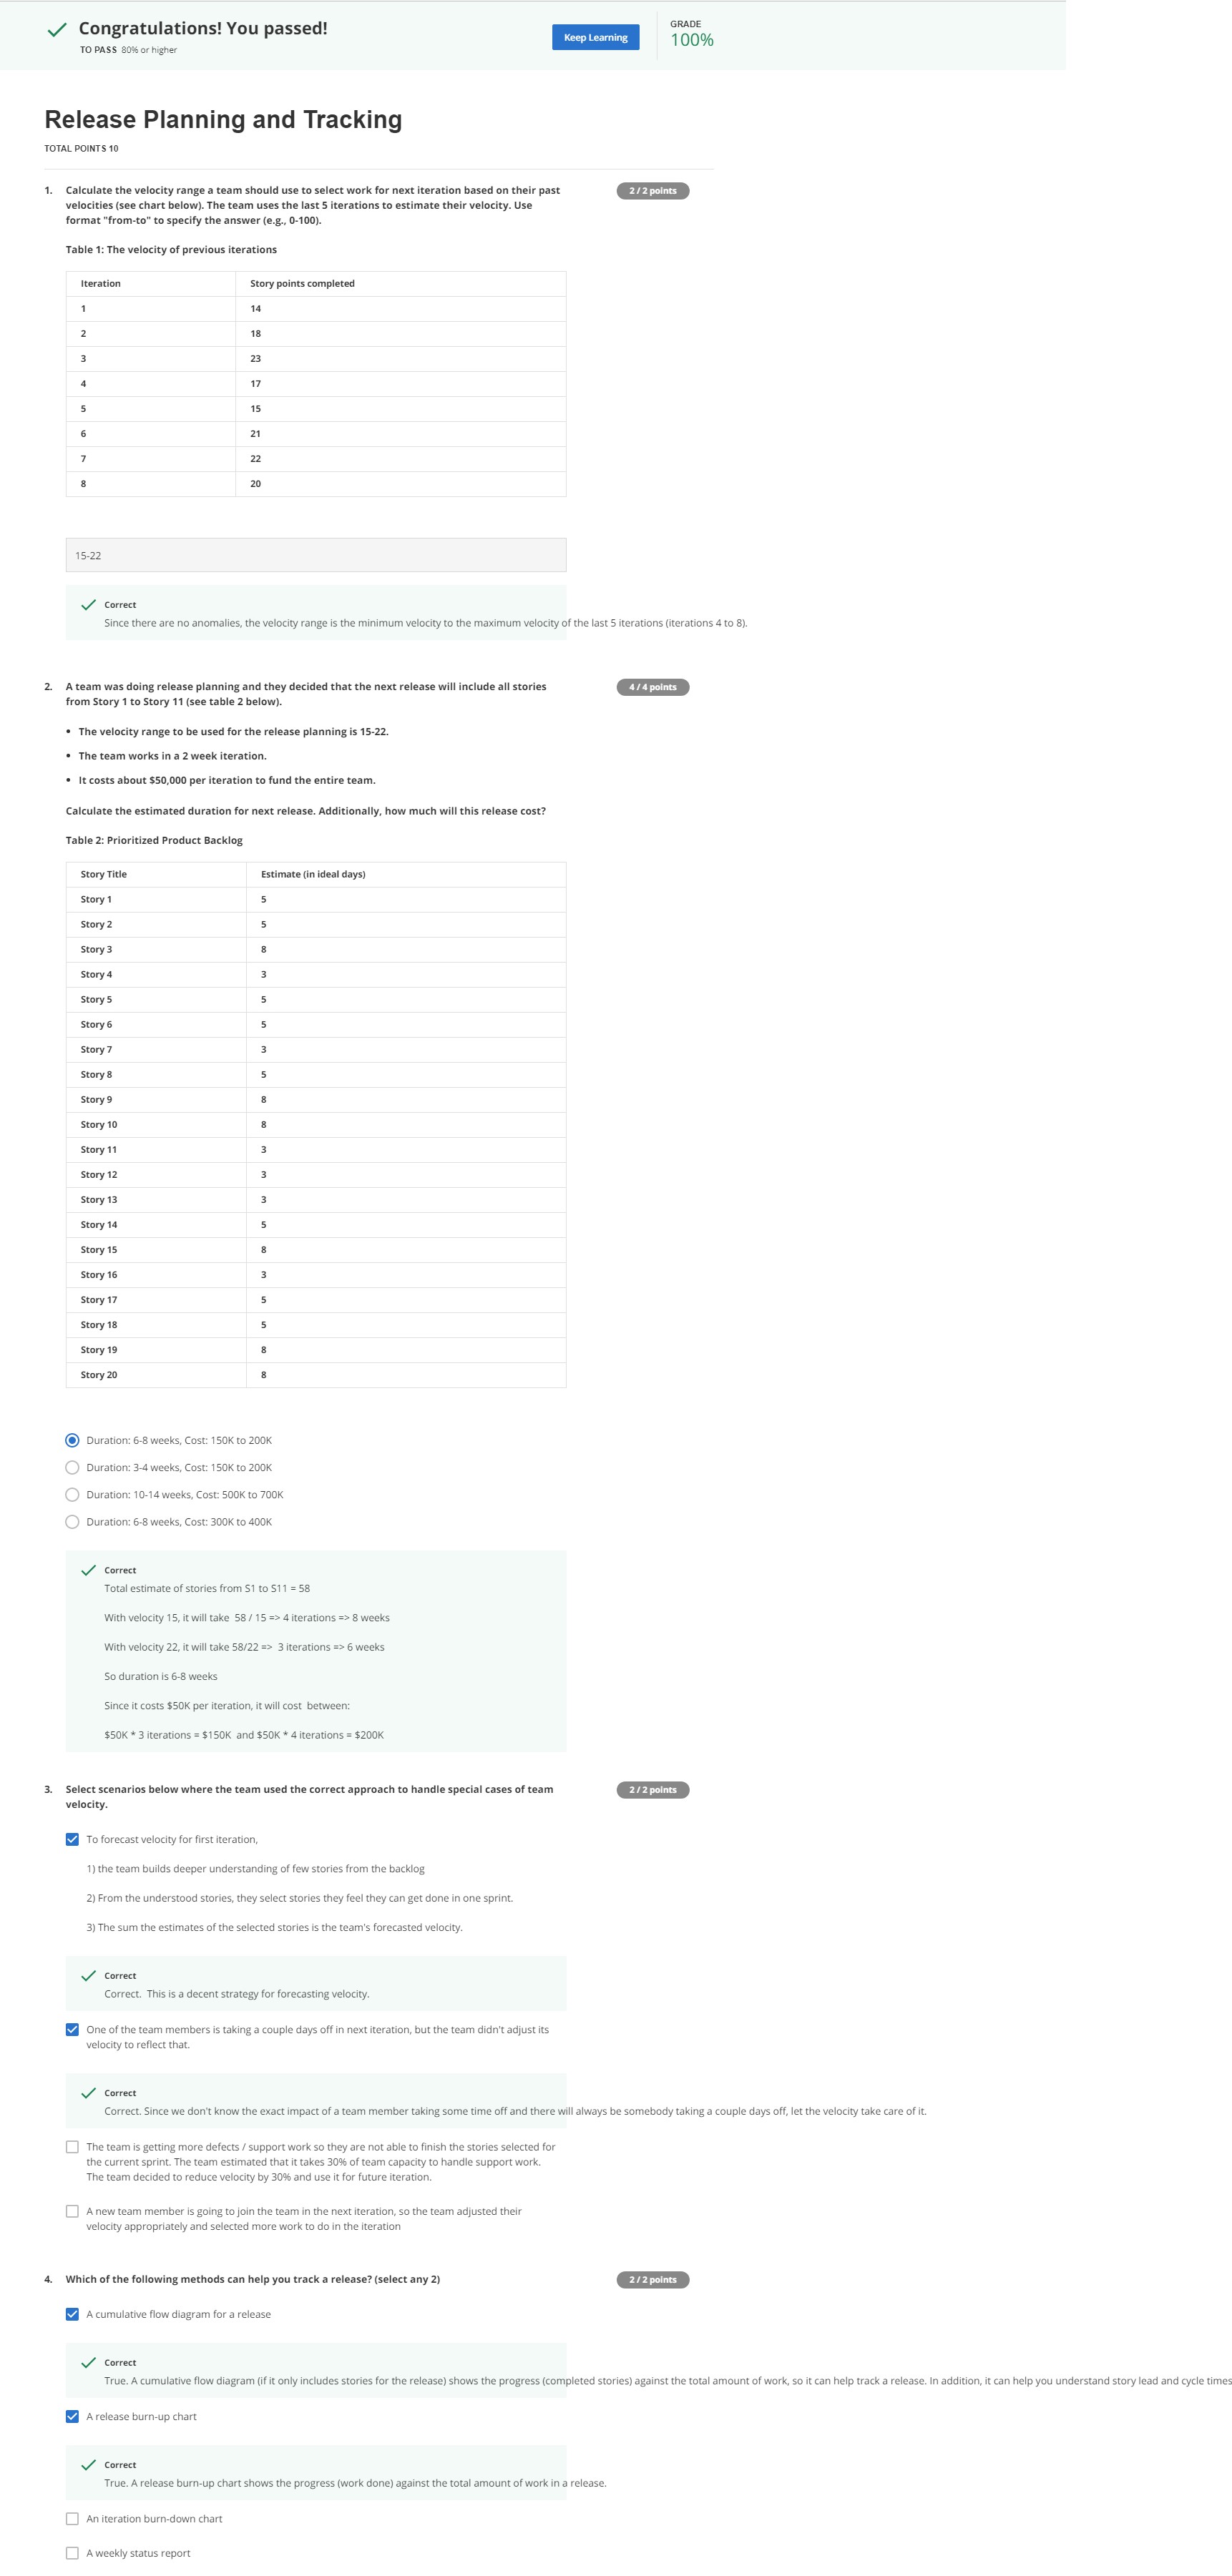 Congratulations! You passed!
TO PASS 80% or higher
Keep Learning
GRADE
100%
Release Planning and Tracking
TOTAL POINTS 10
1. Calculate the velocity range a team should use to select work for next iteration based on their past
velocities (see chart below). The team uses the last 5 iterations to estimate their velocity. Use
format "from-to" to specify the answer (e.g., 0-100).
2 / 2 points
Table 1: The velocity of previous iterations
Iteration Story points completed
1 14
2 18
3 23
4 17
5 15
6 21
7 22
8 20
15-22
Correct
Since there are no anomalies, the velocity range is the minimum velocity to the maximum velocity of the last 5 iterations (iterations 4 to 8).
2. A team was doing release planning and they decided that the next release will include all stories
from Story 1 to Story 11 (see table 2 below).
4 / 4 points
• The velocity range to be used for the release planning is 15-22.
• The team works in a 2 week iteration.
• It costs about $50,000 per iteration to fund the entire team.
Calculate the estimated duration for next release. Additionally, how much will this release cost?
Table 2: Prioritized Product Backlog
Story Title Estimate (in ideal days)
Story 1 5
Story 2 5
Story 3 8
Story 4 3
Story 5 5
Story 6 5
Story 7 3
Story 8 5
Story 9 8
Story 10 8
Story 11 3
Story 12 3
Story 13 3
Story 14 5
Story 15 8
Story 16 3
Story 17 5
Story 18 5
Story 19 8
Story 20 8
Duration: 6-8 weeks, Cost: 150K to 200K
Duration: 3-4 weeks, Cost: 150K to 200K
Duration: 10-14 weeks, Cost: 500K to 700K
Duration: 6-8 weeks, Cost: 300K to 400K
Correct
Total estimate of stories from S1 to S11 = 58
With velocity 15, it will take 58 / 15 => 4 iterations => 8 weeks
With velocity 22, it will take 58/22 => 3 iterations => 6 weeks
So duration is 6-8 weeks
Since it costs $50K per iteration, it will cost between:
$50K * 3 iterations = $150K and $50K * 4 iterations = $200K
3. Select scenarios below where the team used the correct approach to handle special cases of team
velocity.
2 / 2 points
To forecast velocity for first iteration,
1) the team builds deeper understanding of few stories from the backlog
2) From the understood stories, they select stories they feel they can get done in one sprint.
3) The sum the estimates of the selected stories is the team's forecasted velocity.
Correct
Correct. This is a decent strategy for forecasting velocity.
One of the team members is taking a couple days off in next iteration, but the team didn't adjust its
velocity to reflect that.
Correct
Correct. Since we don't know the exact impact of a team member taking some time off and there will always be somebody taking a couple days off, let the velocity take care of it.
The team is getting more defects / support work so they are not able to finish the stories selected for
the current sprint. The team estimated that it takes 30% of team capacity to handle support work.
The team decided to reduce velocity by 30% and use it for future iteration.
A new team member is going to join the team in the next iteration, so the team adjusted their
velocity appropriately and selected more work to do in the iteration
4. Which of the following methods can help you track a release? (select any 2)
2 / 2 points
A cumulative flow diagram for a release
Correct
True. A cumulative flow diagram (if it only includes stories for the release) shows the progress (completed stories) against the total amount of work, so it can help track a release. In addition, it can help you understand story lead and cycle times
A release burn-up chart
Correct
True. A release burn-up chart shows the progress (work done) against the total amount of work in a release.
An iteration burn-down chart
A weekly status report